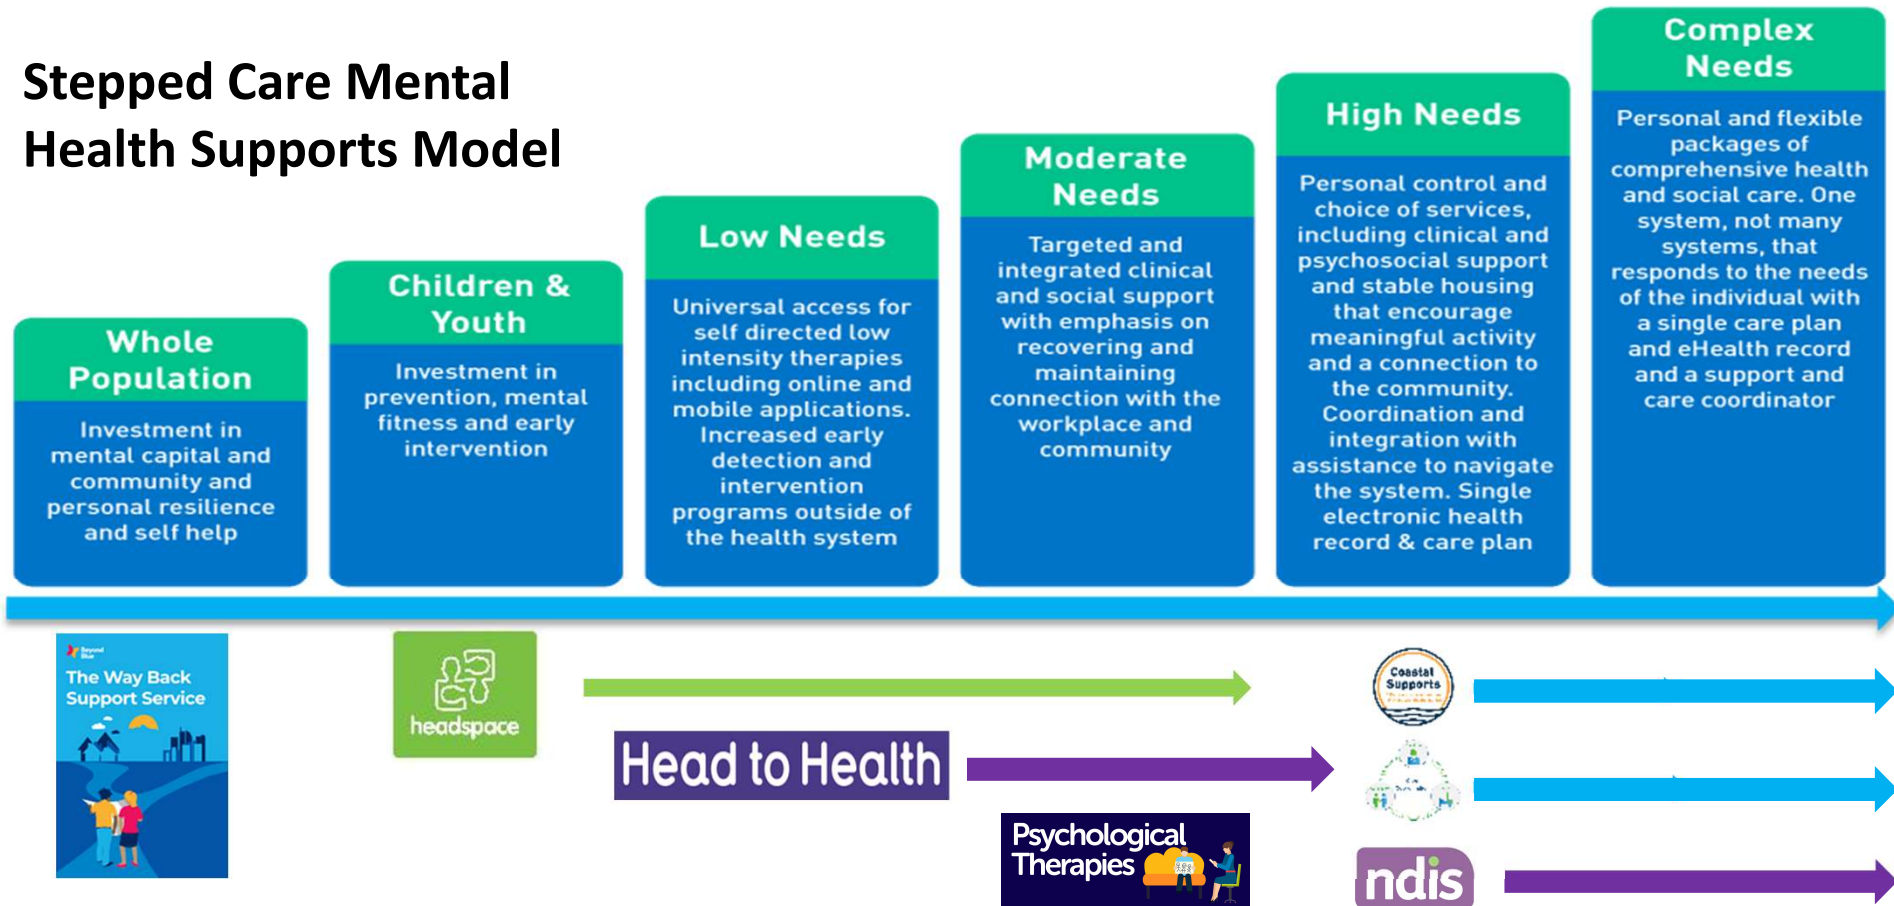 Stepped Care Mental
Health Supports Model
Whole
Population
Investment in
mental capital and
community and
personal resilience
and self help
Children &
Youth
Investment in
prevention, mental
fitness and early
intervention
Low Needs
Universal access for
self directed low
intensity therapies
including online and
mobile applications.
Increased early
detection and
intervention
programs outside of
the health system
Moderate
Needs
Targeted and
integrated clinical
and social support
with emphasis on
recovering and
maintaining
connection with the
workplace and
community
High Needs
Personal control and
choice of services,
including clinical and
psychosocial support
and stable housing
that encourage
meaningful activity
and a connection to
the community.
Coordination and
integration with
assistance to navigate
the system. Single
electronic health
record & care plan
Complex
Needs
Personal and flexible
packages of
comprehensive health
and social care. One
system, not many
systems, that
responds to the needs
of the individual with
a single care plan
and eHealth record
and a support and
care coordinator
Beyond
Blue
The Way Back
Support Service
headspace
Head to Health
Psychological
Therapies
Coastal
Supports
ndis